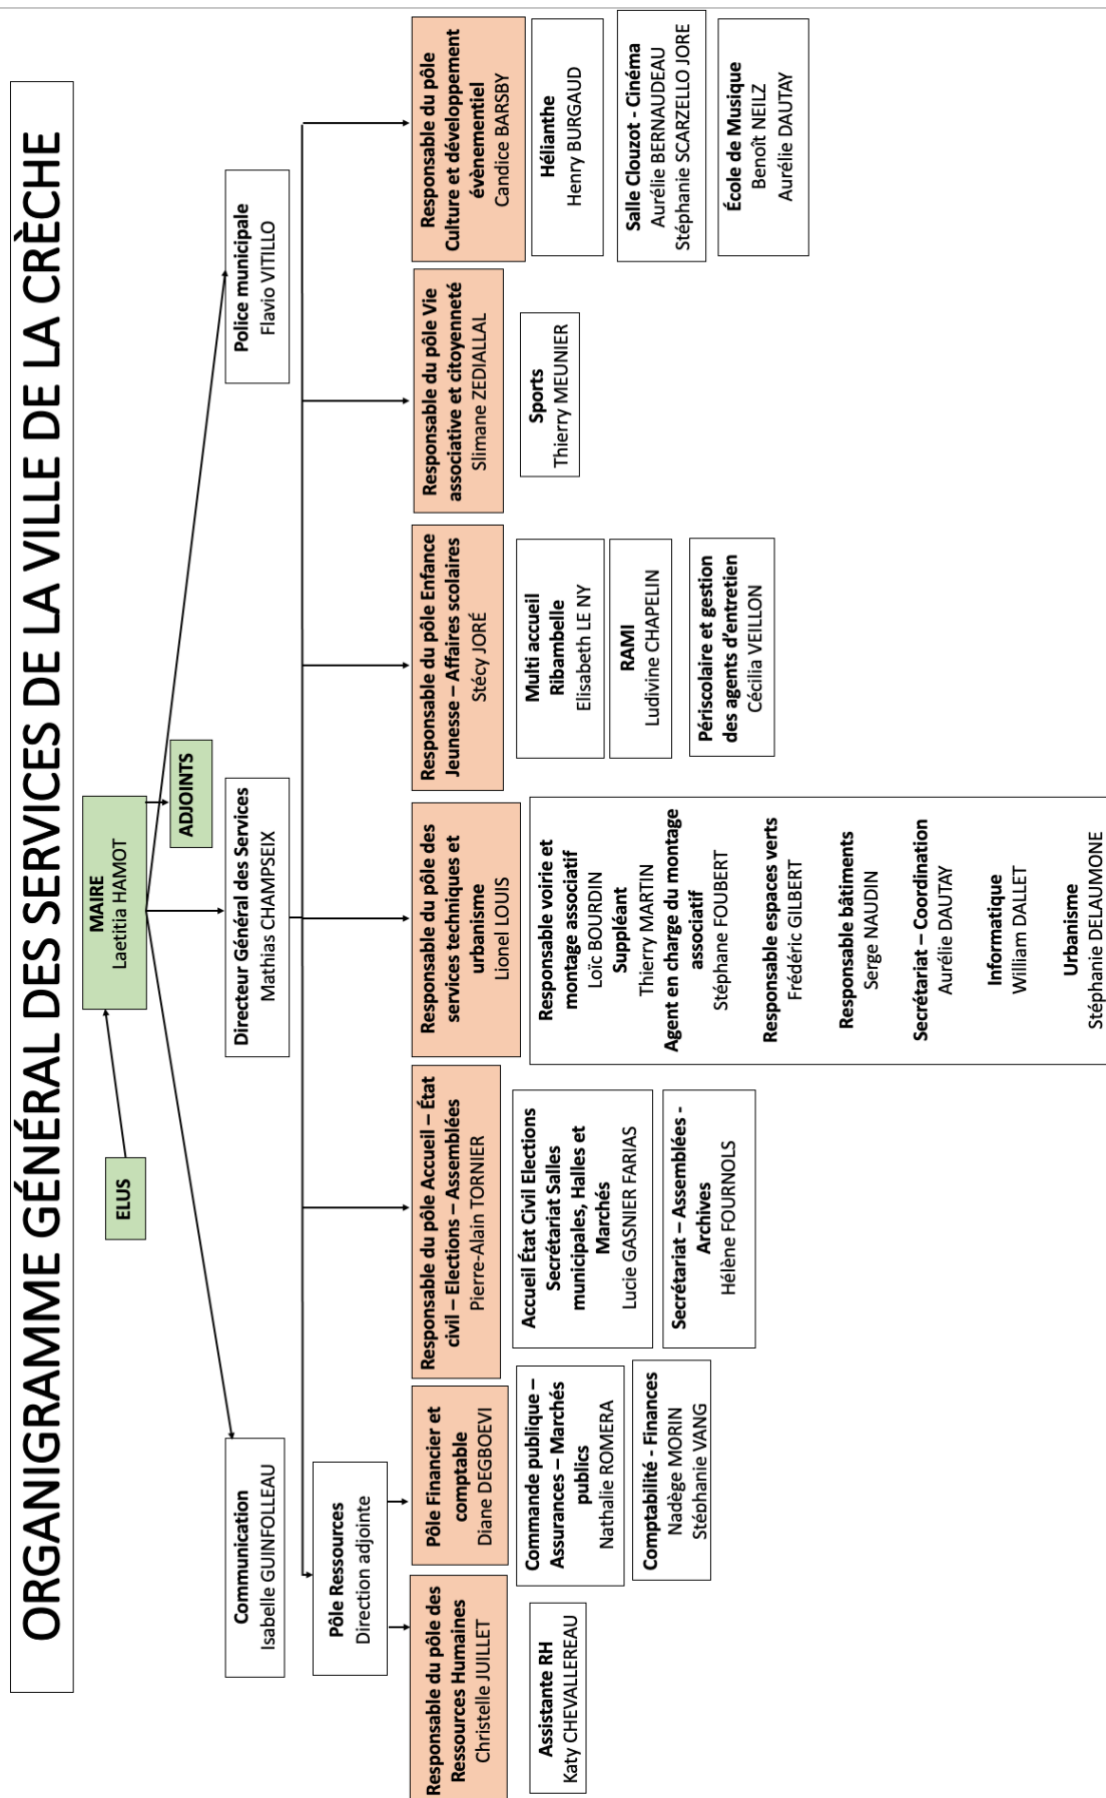 ORGANIGRAMME GÉNÉRAL DES SERVICES DE LA VILLE DE LA CRÈCHE
ELUS
MAIRE
Laetitia HAMOT
ADJOINTS
Communication
Isabelle GUINFOLLEAU
Directeur Général des Services
Mathias CHAMPSEIX
Police municipale
Flavio VITILLO
Pôle Ressources
Direction adjointe
Responsable du pôle des
Ressources Humaines
Christelle JUILLET
Assistante RH
Katy CHEVALLEREAU
Pôle Financier et
comptable
Diane DEGBOEVI
Commande publique –
Assurances – Marchés
publics
Nathalie ROMERA
Comptabilité - Finances
Nadège MORIN
Stéphanie VANG
Responsable du pôle Accueil – État
civil – Elections – Assemblées
Pierre-Alain TORNIER
Accueil État Civil Elections
Secrétariat Salles
municipales, Halles et
Marchés
Lucie GASNIER FARIAS
Secrétariat – Assemblées -
Archives
Hélène FOURNOLS
Responsable du pôle des
services techniques et
urbanisme
Lionel LOUIS
Responsable voirie et
montage associatif
Loïc BOURDIN
Suppléant
Thierry MARTIN
Agent en charge du montage
associatif
Stéphane FOUBERT
Responsable espaces verts
Frédéric GILBERT
Responsable bâtiments
Serge NAUDIN
Secrétariat – Coordination
Aurélie DAUTAY
Informatique
William DALLET
Urbanisme
Stéphanie DELAUMONE
Responsable du pôle Enfance
Jeunesse – Affaires scolaires
Stécy JORÉ
Multi accueil
Ribambelle
Elisabeth LE NY
RAMI
Ludivine CHAPELIN
Périscolaire et gestion
des agents d'entretien
Cécilia VEILLON
Responsable du pôle Vie
associative et citoyenneté
Slimane ZEDIALLAL
Sports
Thierry MEUNIER
Responsable du pôle
Culture et développement
évènementiel
Candice BARSBY
Hélianthe
Henry BURGAUD
Salle Clouzot - Cinéma
Aurélie BERNAUDEAU
Stéphanie SCARZELLO JORE
École de Musique
Benoît NEILZ
Aurélie DAUTAY